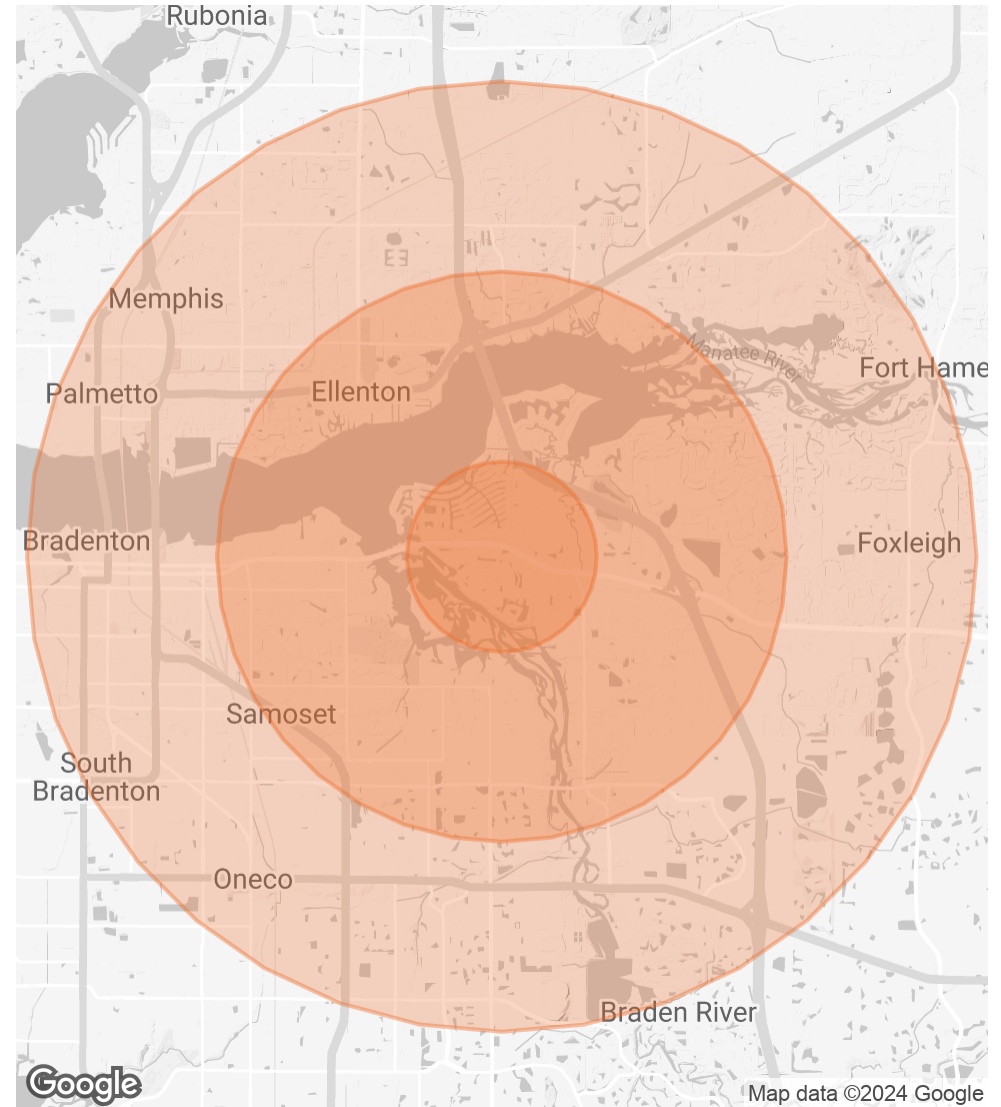 Rubonia
Memphis
Manatee River
Fort Hame
Palmetto
Ellenton
Bradenton
Foxleigh
Samoset
South
Bradenton
Oneco
Braden River
Google
Map data ©2024 Google